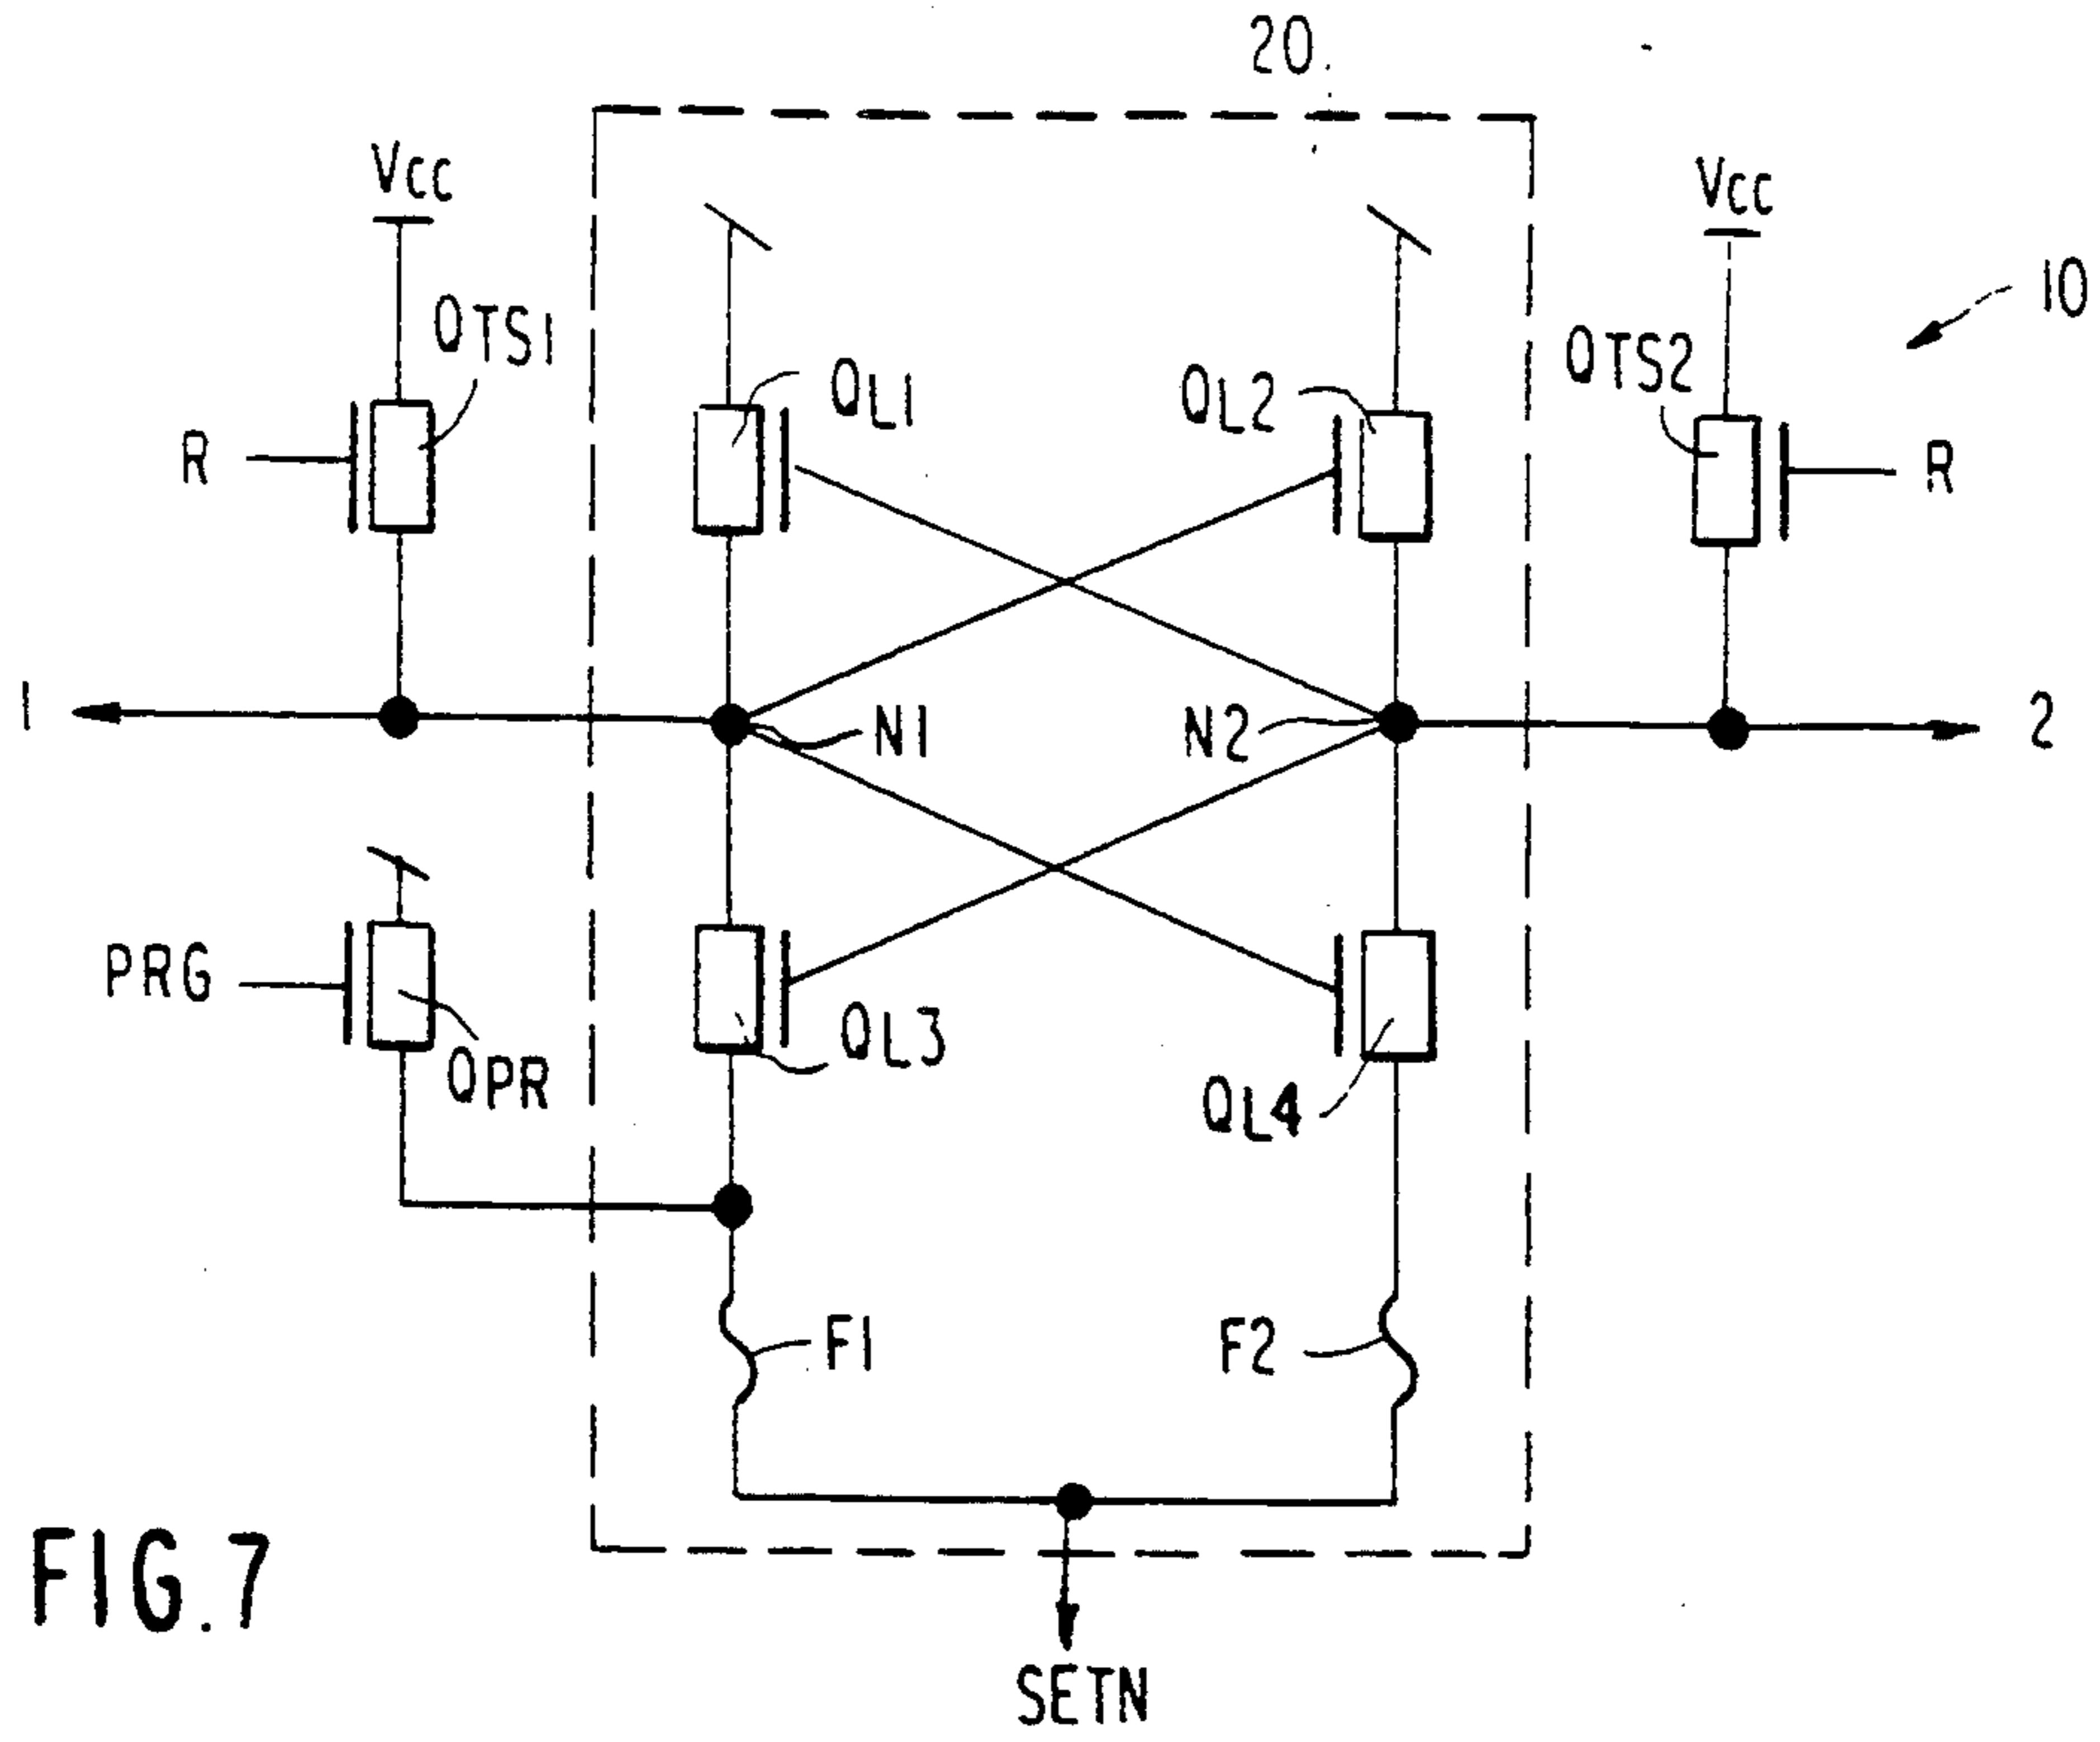 20
Vcc
Vcc
10
QTS1
QTS2
QL1
QL2
R
R
1
N1
N2
2
PRG
QPR
QL3
QL4
F1
F2
FIG.7
SETN